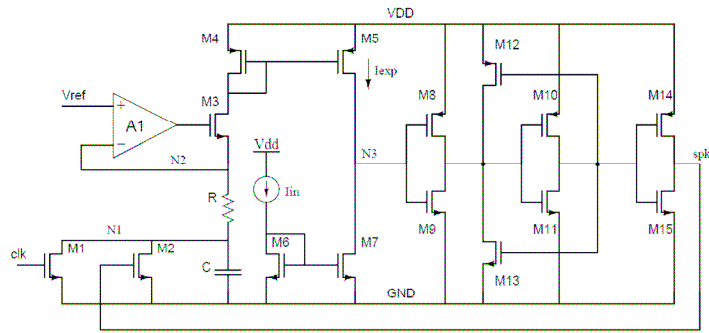 VDD
M4
M5
M12
Iexp
Vref
+
A1
−
M3
M8
M10
M14
Vdd
N2
N3
spk
R
Iin
N1
M1
M2
M6
M7
M9
M11
M15
clk
C
M13
GND